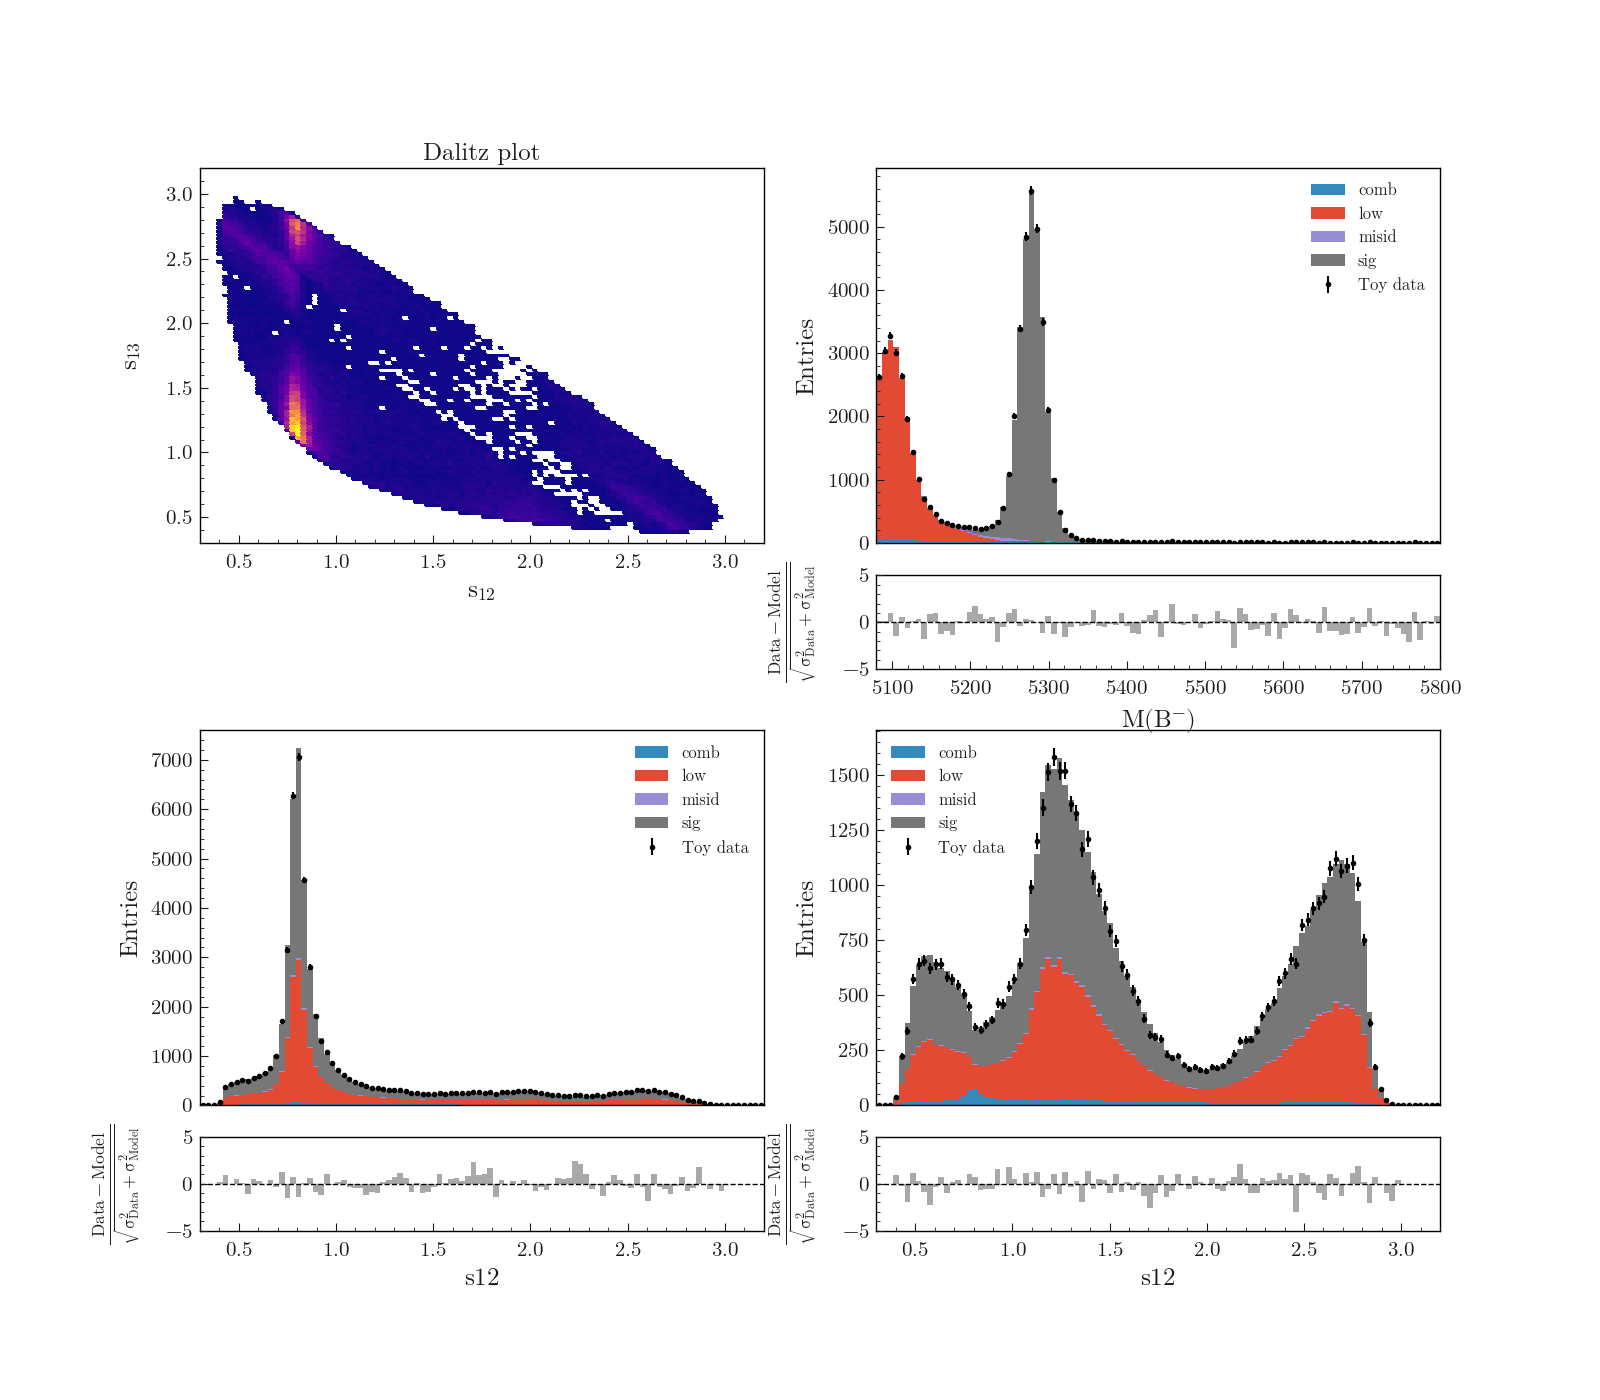 Dalitz plot
3.0
2.5
2.0
1.5
1.0
0.5
s13
0.5 1.0 1.5 2.0 2.5 3.0
s12
5000
4000
3000
2000
1000
0
Entries
comb
low
misid
sig
Toy data
5
0
−5
Data − Model
√σ²Data + σ²Model
5100 5200 5300 5400 5500 5600 5700 5800
M(B⁻)
7000
6000
5000
4000
3000
2000
1000
0
Entries
comb
low
misid
sig
Toy data
5
0
−5
Data − Model
√σ²Data + σ²Model
0.5 1.0 1.5 2.0 2.5 3.0
s12
1500
1250
1000
750
500
250
0
Entries
comb
low
misid
sig
Toy data
5
0
−5
Data − Model
√σ²Data + σ²Model
0.5 1.0 1.5 2.0 2.5 3.0
s12